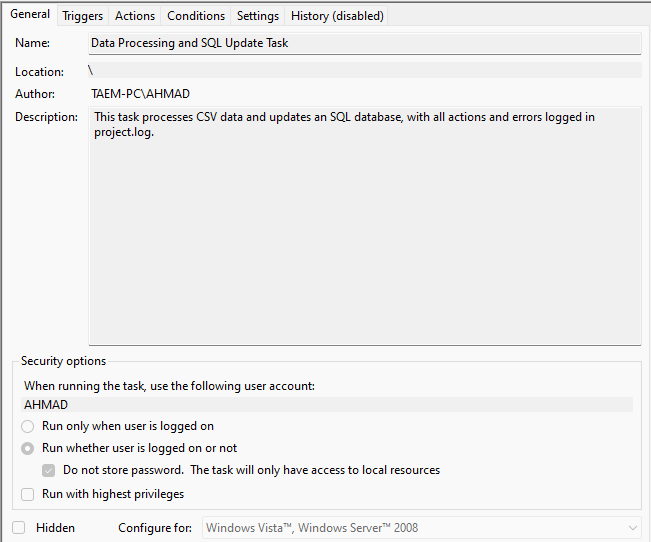 General Triggers Actions Conditions Settings History (disabled)
Name: Data Processing and SQL Update Task
Location: \
Author: TAEM-PC\AHMAD
Description: This task processes CSV data and updates an SQL database, with all actions and errors logged in
project.log.
Security options
When running the task, use the following user account:
AHMAD
Run only when user is logged on
Run whether user is logged on or not
Do not store password. The task will only have access to local resources
Run with highest privileges
Hidden Configure for: Windows Vista™, Windows Server™ 2008